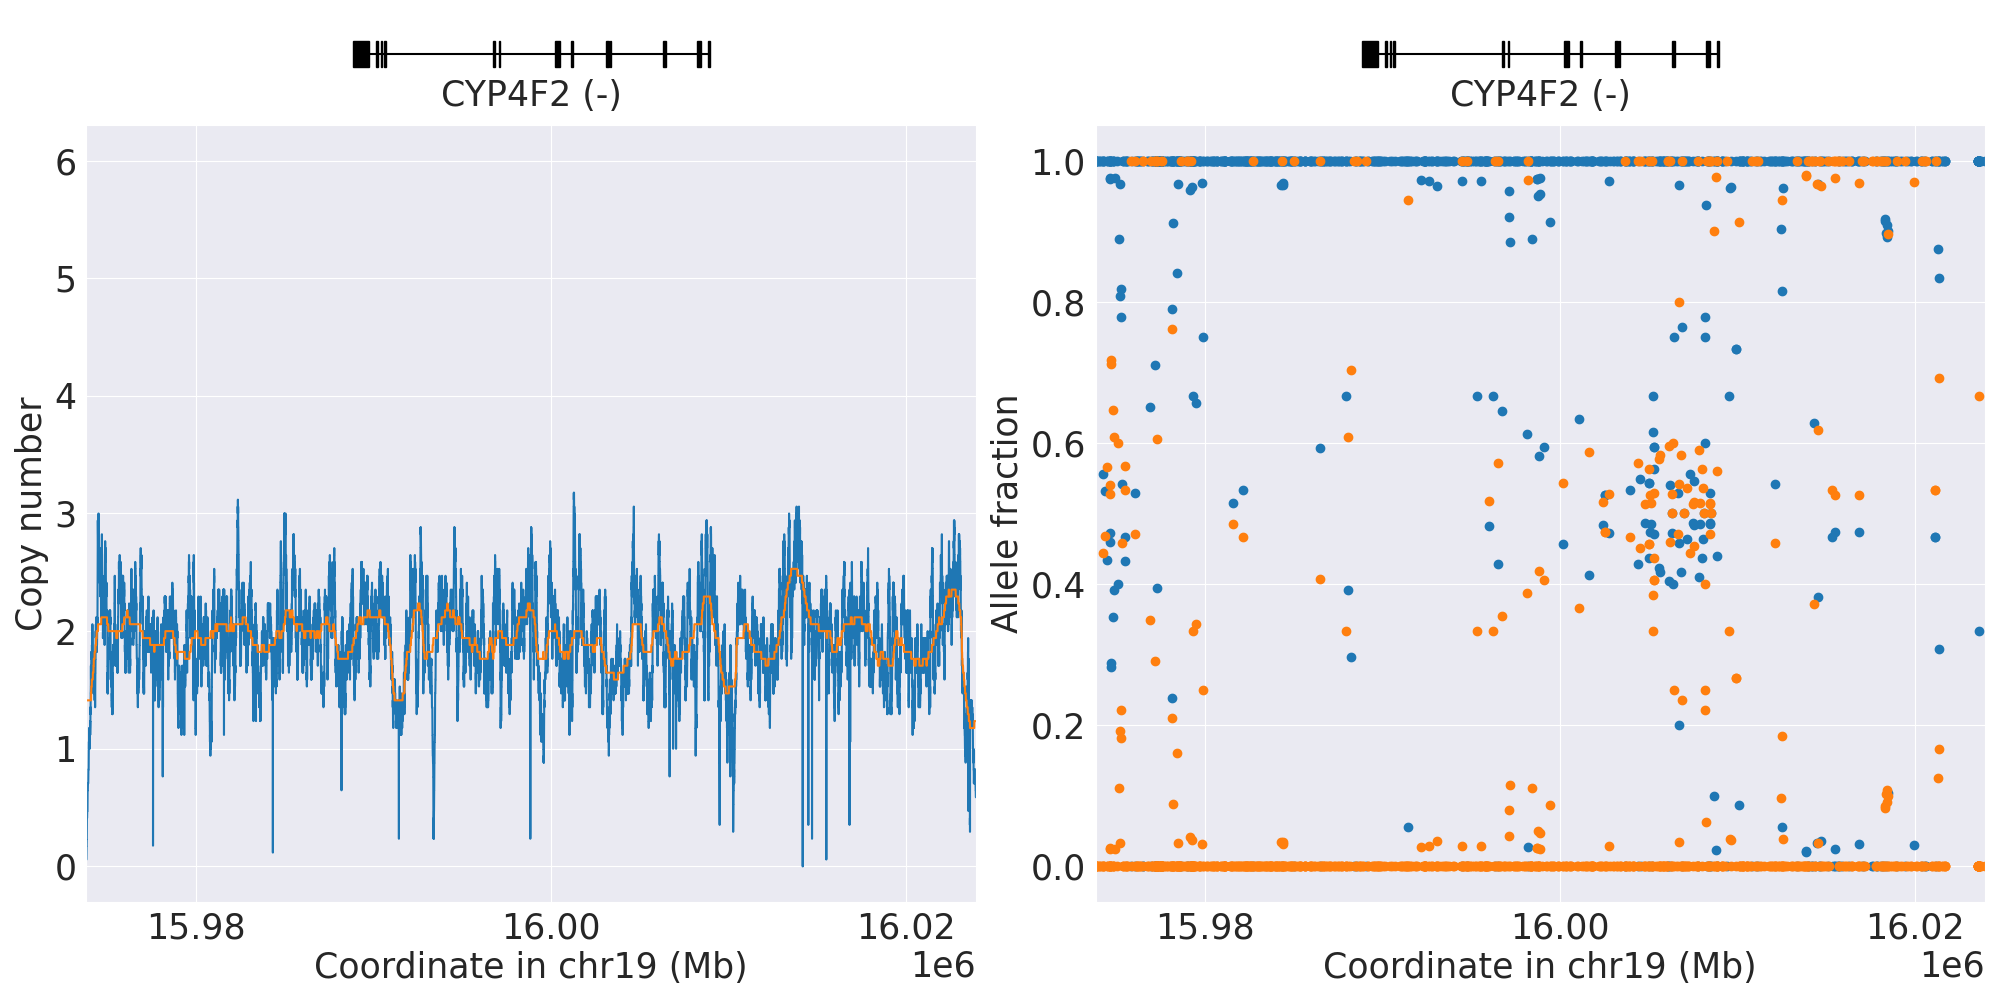 CYP4F2 (-)
6
5
4
3
2
1
0
Copy number
15.98
16.00
16.02
Coordinate in chr19 (Mb)
1e6
CYP4F2 (-)
1.0
0.8
0.6
0.4
0.2
0.0
Allele fraction
15.98
16.00
16.02
Coordinate in chr19 (Mb)
1e6